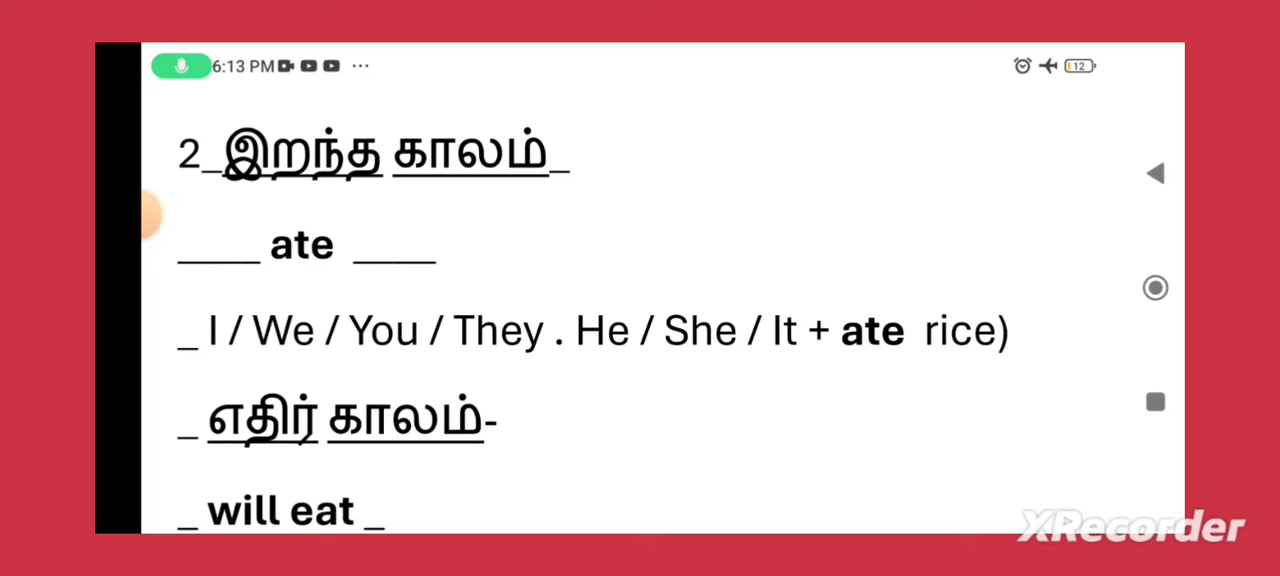 6:13 PM ...
12
2_இறந்த காலம்_
____ ate ____
_ I / We / You / They . He / She / It + ate rice)
_ எதிர் காலம்-
_ will eat _
XRecorder